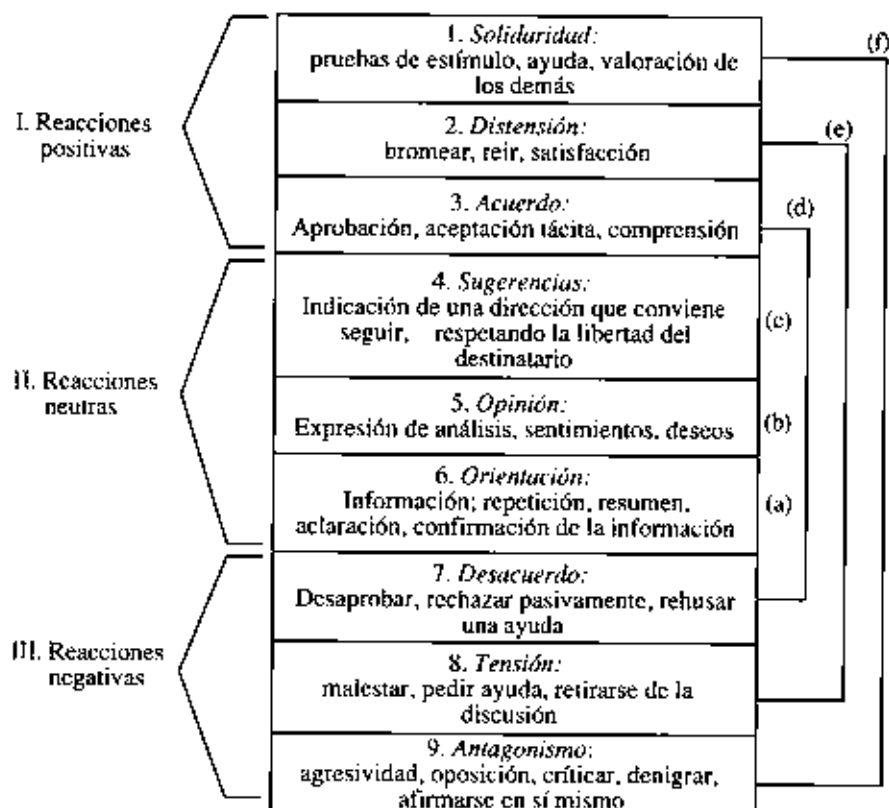 1. Solidaridad:
pruebas de estímulo, ayuda, valoración de
los demás
2. Distensión:
bromear, reir, satisfacción
3. Acuerdo:
Aprobación, aceptación tácita, comprensión
4. Sugerencias:
Indicación de una dirección que conviene
seguir, respetando la libertad del
destinatario
5. Opinión:
Expresión de análisis, sentimientos, deseos
6. Orientación:
Información; repetición, resumen,
aclaración, confirmación de la información
7. Desacuerdo:
Desaprobar, rechazar pasivamente, rehusar
una ayuda
8. Tensión:
malestar, pedir ayuda, retirarse de la
discusión
9. Antagonismo:
agresividad, oposición, críticar, denigrar,
afirmarse en sí mismo
I. Reacciones
positivas
II. Reacciones
neutras
III. Reacciones
negativas
(f)
(e)
(d)
(c)
(b)
(a)